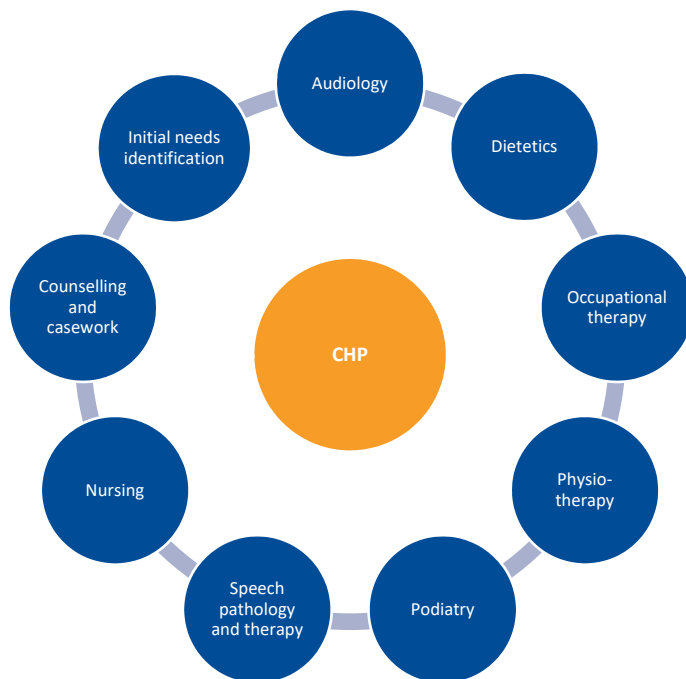 Audiology
Dietetics
Occupational
therapy
Physio-
therapy
Podiatry
Speech
pathology
and therapy
Nursing
Counselling
and
casework
Initial needs
identification
CHP